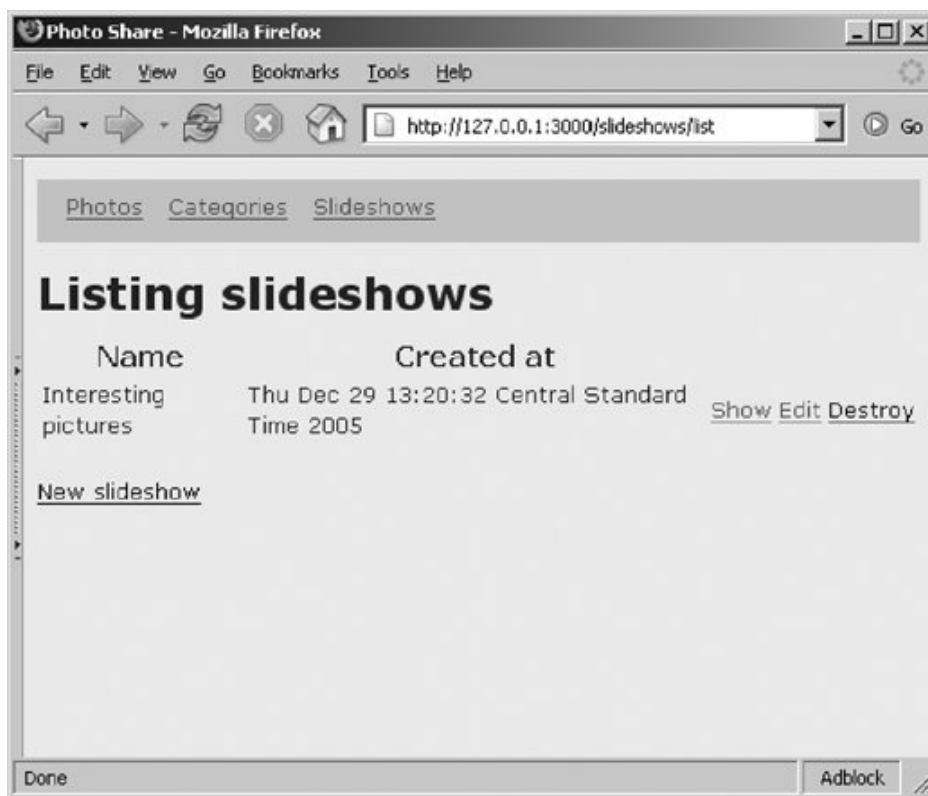 Photo Share - Mozilla Firefox
File Edit View Go Bookmarks Tools Help
http://127.0.0.1:3000/slideshows/list Go
Photos Categories Slideshows
Listing slideshows
Name Created at
Interesting Thu Dec 29 13:20:32 Central Standard
pictures Time 2005
Show Edit Destroy
New slideshow
Done Adblock